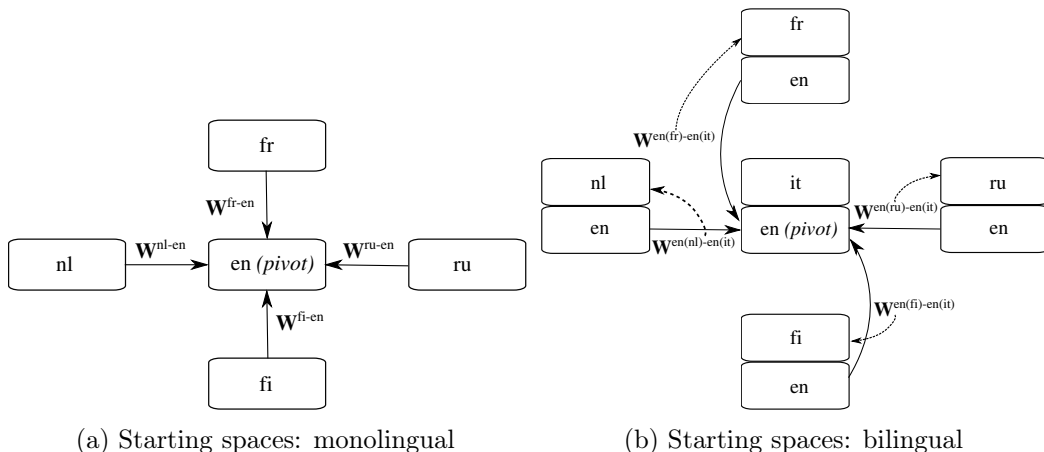 fr
W^fr-en
nl
W^nl-en
en (pivot)
W^ru-en
ru
W^fi-en
fi
(a) Starting spaces: monolingual
fr
en
W^en(fr)-en(it)
nl
en
W^en(nl)-en(it)
it
en (pivot)
W^en(ru)-en(it)
ru
en
W^en(fi)-en(it)
fi
en
(b) Starting spaces: bilingual